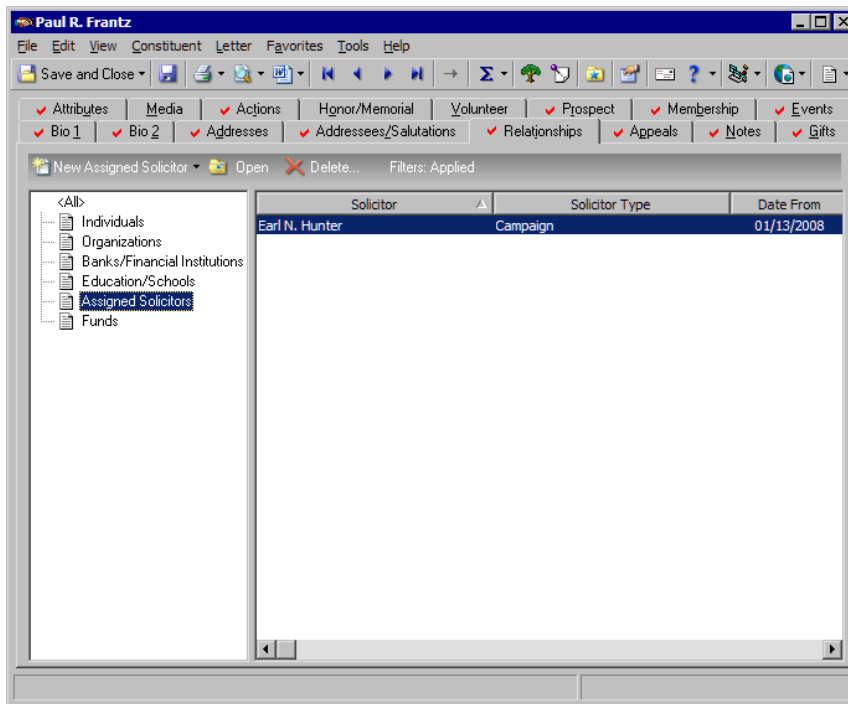 Paul R. Frantz
File Edit View Constituent Letter Favorites Tools Help
Save and Close
Attributes Media Actions Honor/Memorial Volunteer Prospect Membership Events
Bio 1 Bio 2 Addresses Addressees/Salutations Relationships Appeals Notes Gifts
New Assigned Solicitor Open Delete... Filters: Applied
<All>
Individuals
Organizations
Banks/Financial Institutions
Education/Schools
Assigned Solicitors
Funds
Solicitor Solicitor Type Date From
Earl N. Hunter Campaign 01/13/2008